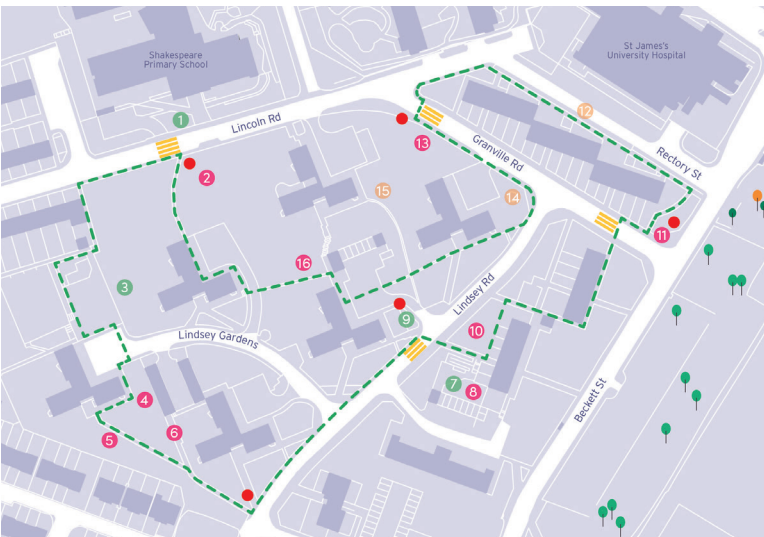 Shakespeare
Primary School
St James's
University Hospital
1
Lincoln Rd
12
13
Granville Rd
Rectory St
2
15
14
11
16
3
9
Lindsey Rd
10
Lindsey Gardens
7
8
Beckett St
4
5
6